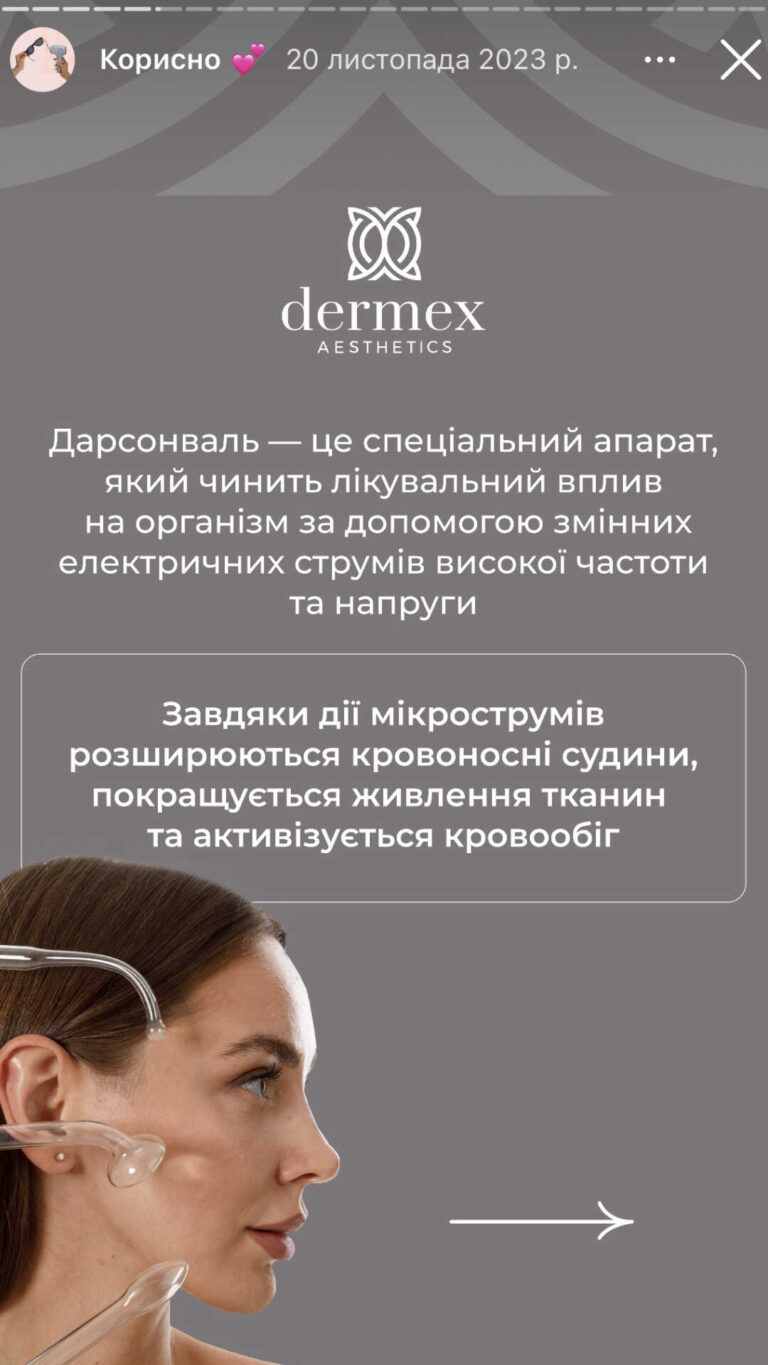 Корисно 💕 20 листопада 2023 р.
dermex
AESTHETICS
Дарсонваль — це спеціальний апарат,
який чинить лікувальний вплив
на організм за допомогою змінних
електричних струмів високої частоти
та напруги
Завдяки дії мікрострумів
розширюються кровоносні судини,
покращується живлення тканин
та активізується кровообіг